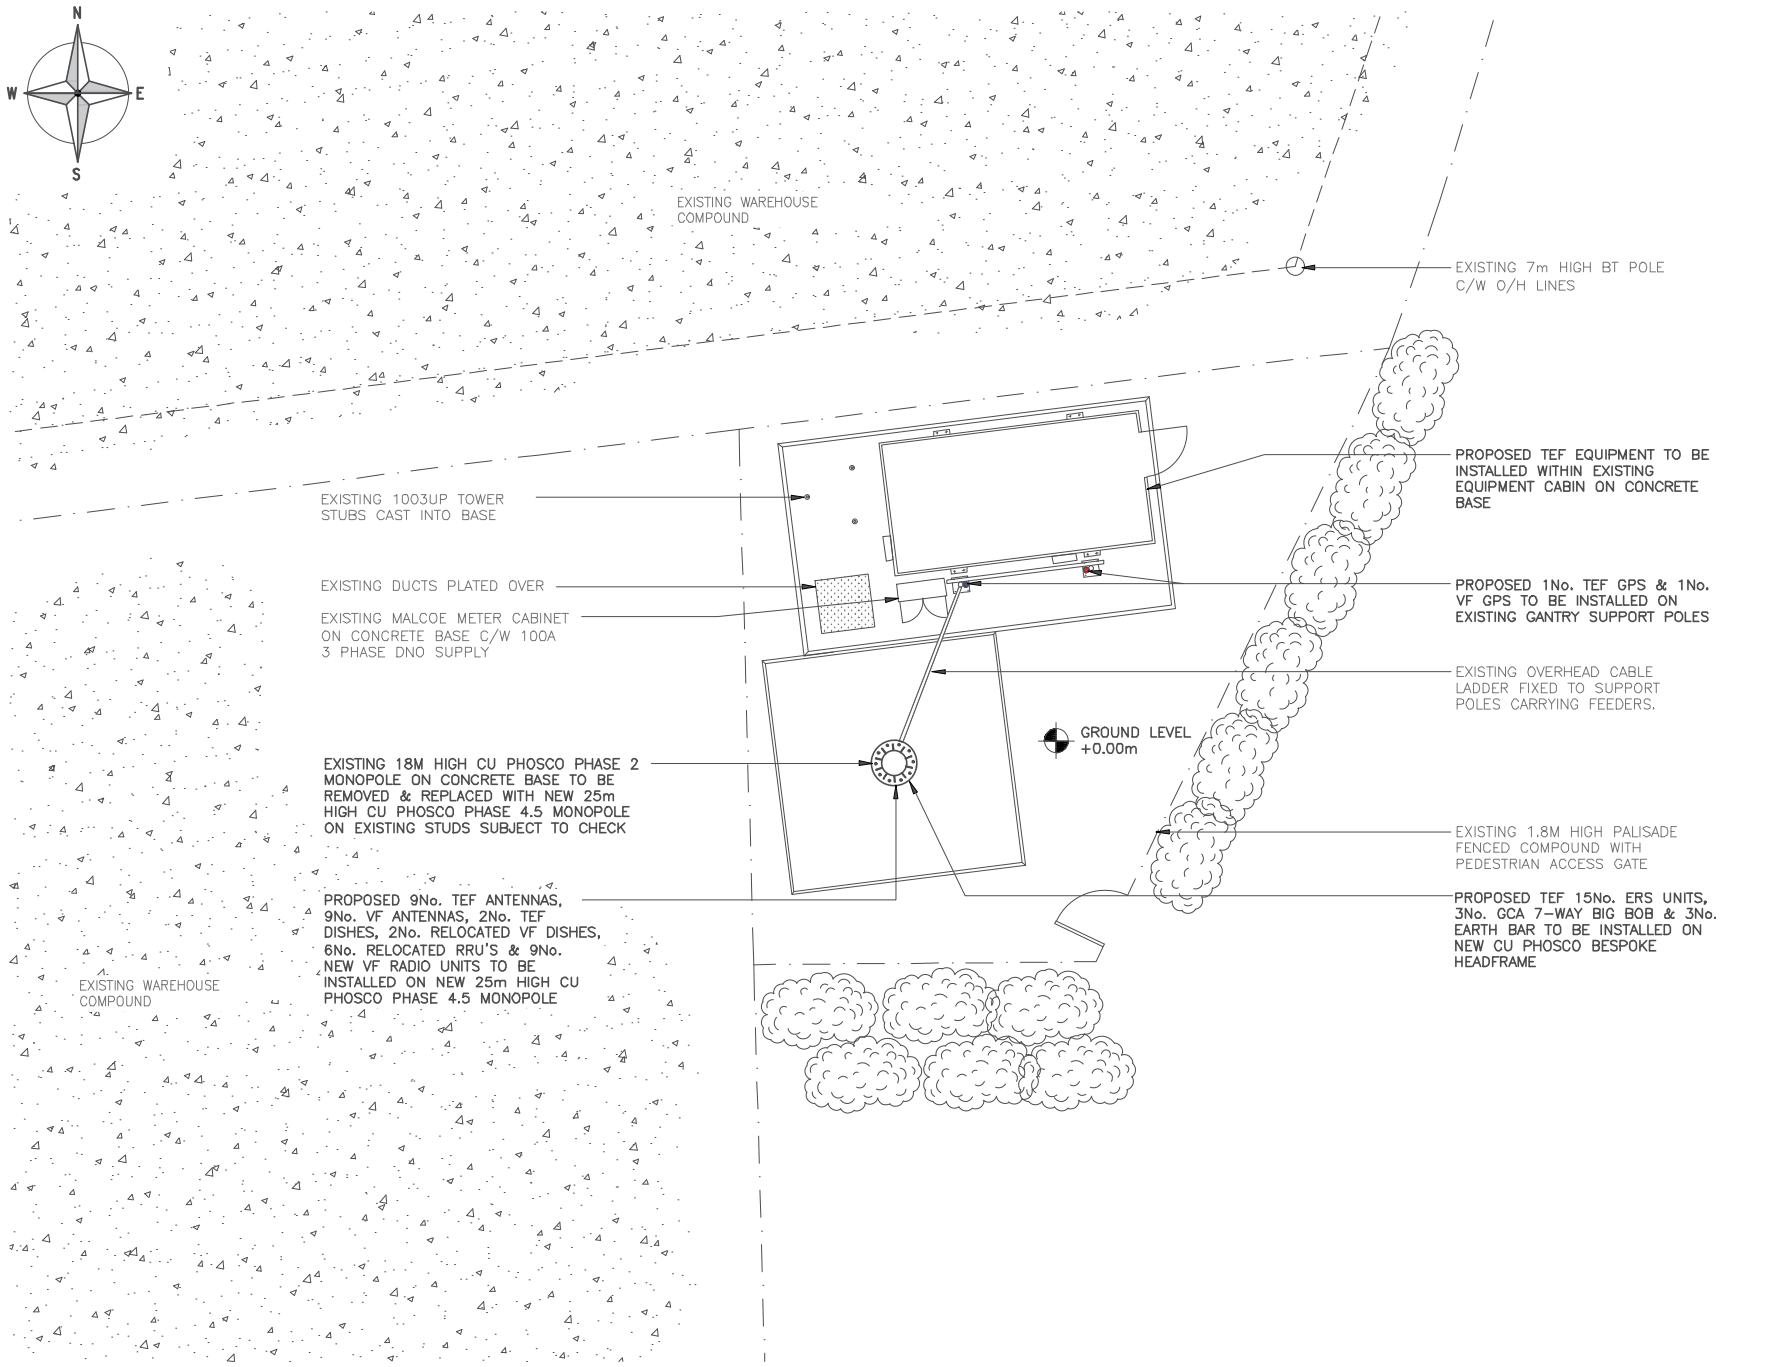 N
W
E
S
EXISTING WAREHOUSE
COMPOUND
EXISTING 7m HIGH BT POLE
C/W O/H LINES
PROPOSED TEF EQUIPMENT TO BE
INSTALLED WITHIN EXISTING
EQUIPMENT CABIN ON CONCRETE
BASE
EXISTING 1003UP TOWER
STUBS CAST INTO BASE
EXISTING DUCTS PLATED OVER
PROPOSED 1No. TEF GPS & 1No.
VF GPS TO BE INSTALLED ON
EXISTING GANTRY SUPPORT POLES
EXISTING MALCOE METER CABINET
ON CONCRETE BASE C/W 100A
3 PHASE DNO SUPPLY
EXISTING OVERHEAD CABLE
LADDER FIXED TO SUPPORT
POLES CARRYING FEEDERS.
GROUND LEVEL
+0.00m
EXISTING 18M HIGH CU PHOSCO PHASE 2
MONOPOLE ON CONCRETE BASE TO BE
REMOVED & REPLACED WITH NEW 25m
HIGH CU PHOSCO PHASE 4.5 MONOPOLE
ON EXISTING STUDS SUBJECT TO CHECK
EXISTING 1.8M HIGH PALISADE
FENCED COMPOUND WITH
PEDESTRIAN ACCESS GATE
PROPOSED 9No. TEF ANTENNAS,
9No. VF ANTENNAS, 2No. TEF
DISHES, 2No. RELOCATED VF DISHES,
6No. RELOCATED RRU'S & 9No.
NEW VF RADIO UNITS TO BE
INSTALLED ON NEW 25m HIGH CU
PHOSCO PHASE 4.5 MONOPOLE
PROPOSED TEF 15No. ERS UNITS,
3No. GCA 7-WAY BIG BOB & 3No.
EARTH BAR TO BE INSTALLED ON
NEW CU PHOSCO BESPOKE
HEADFRAME
EXISTING WAREHOUSE
COMPOUND